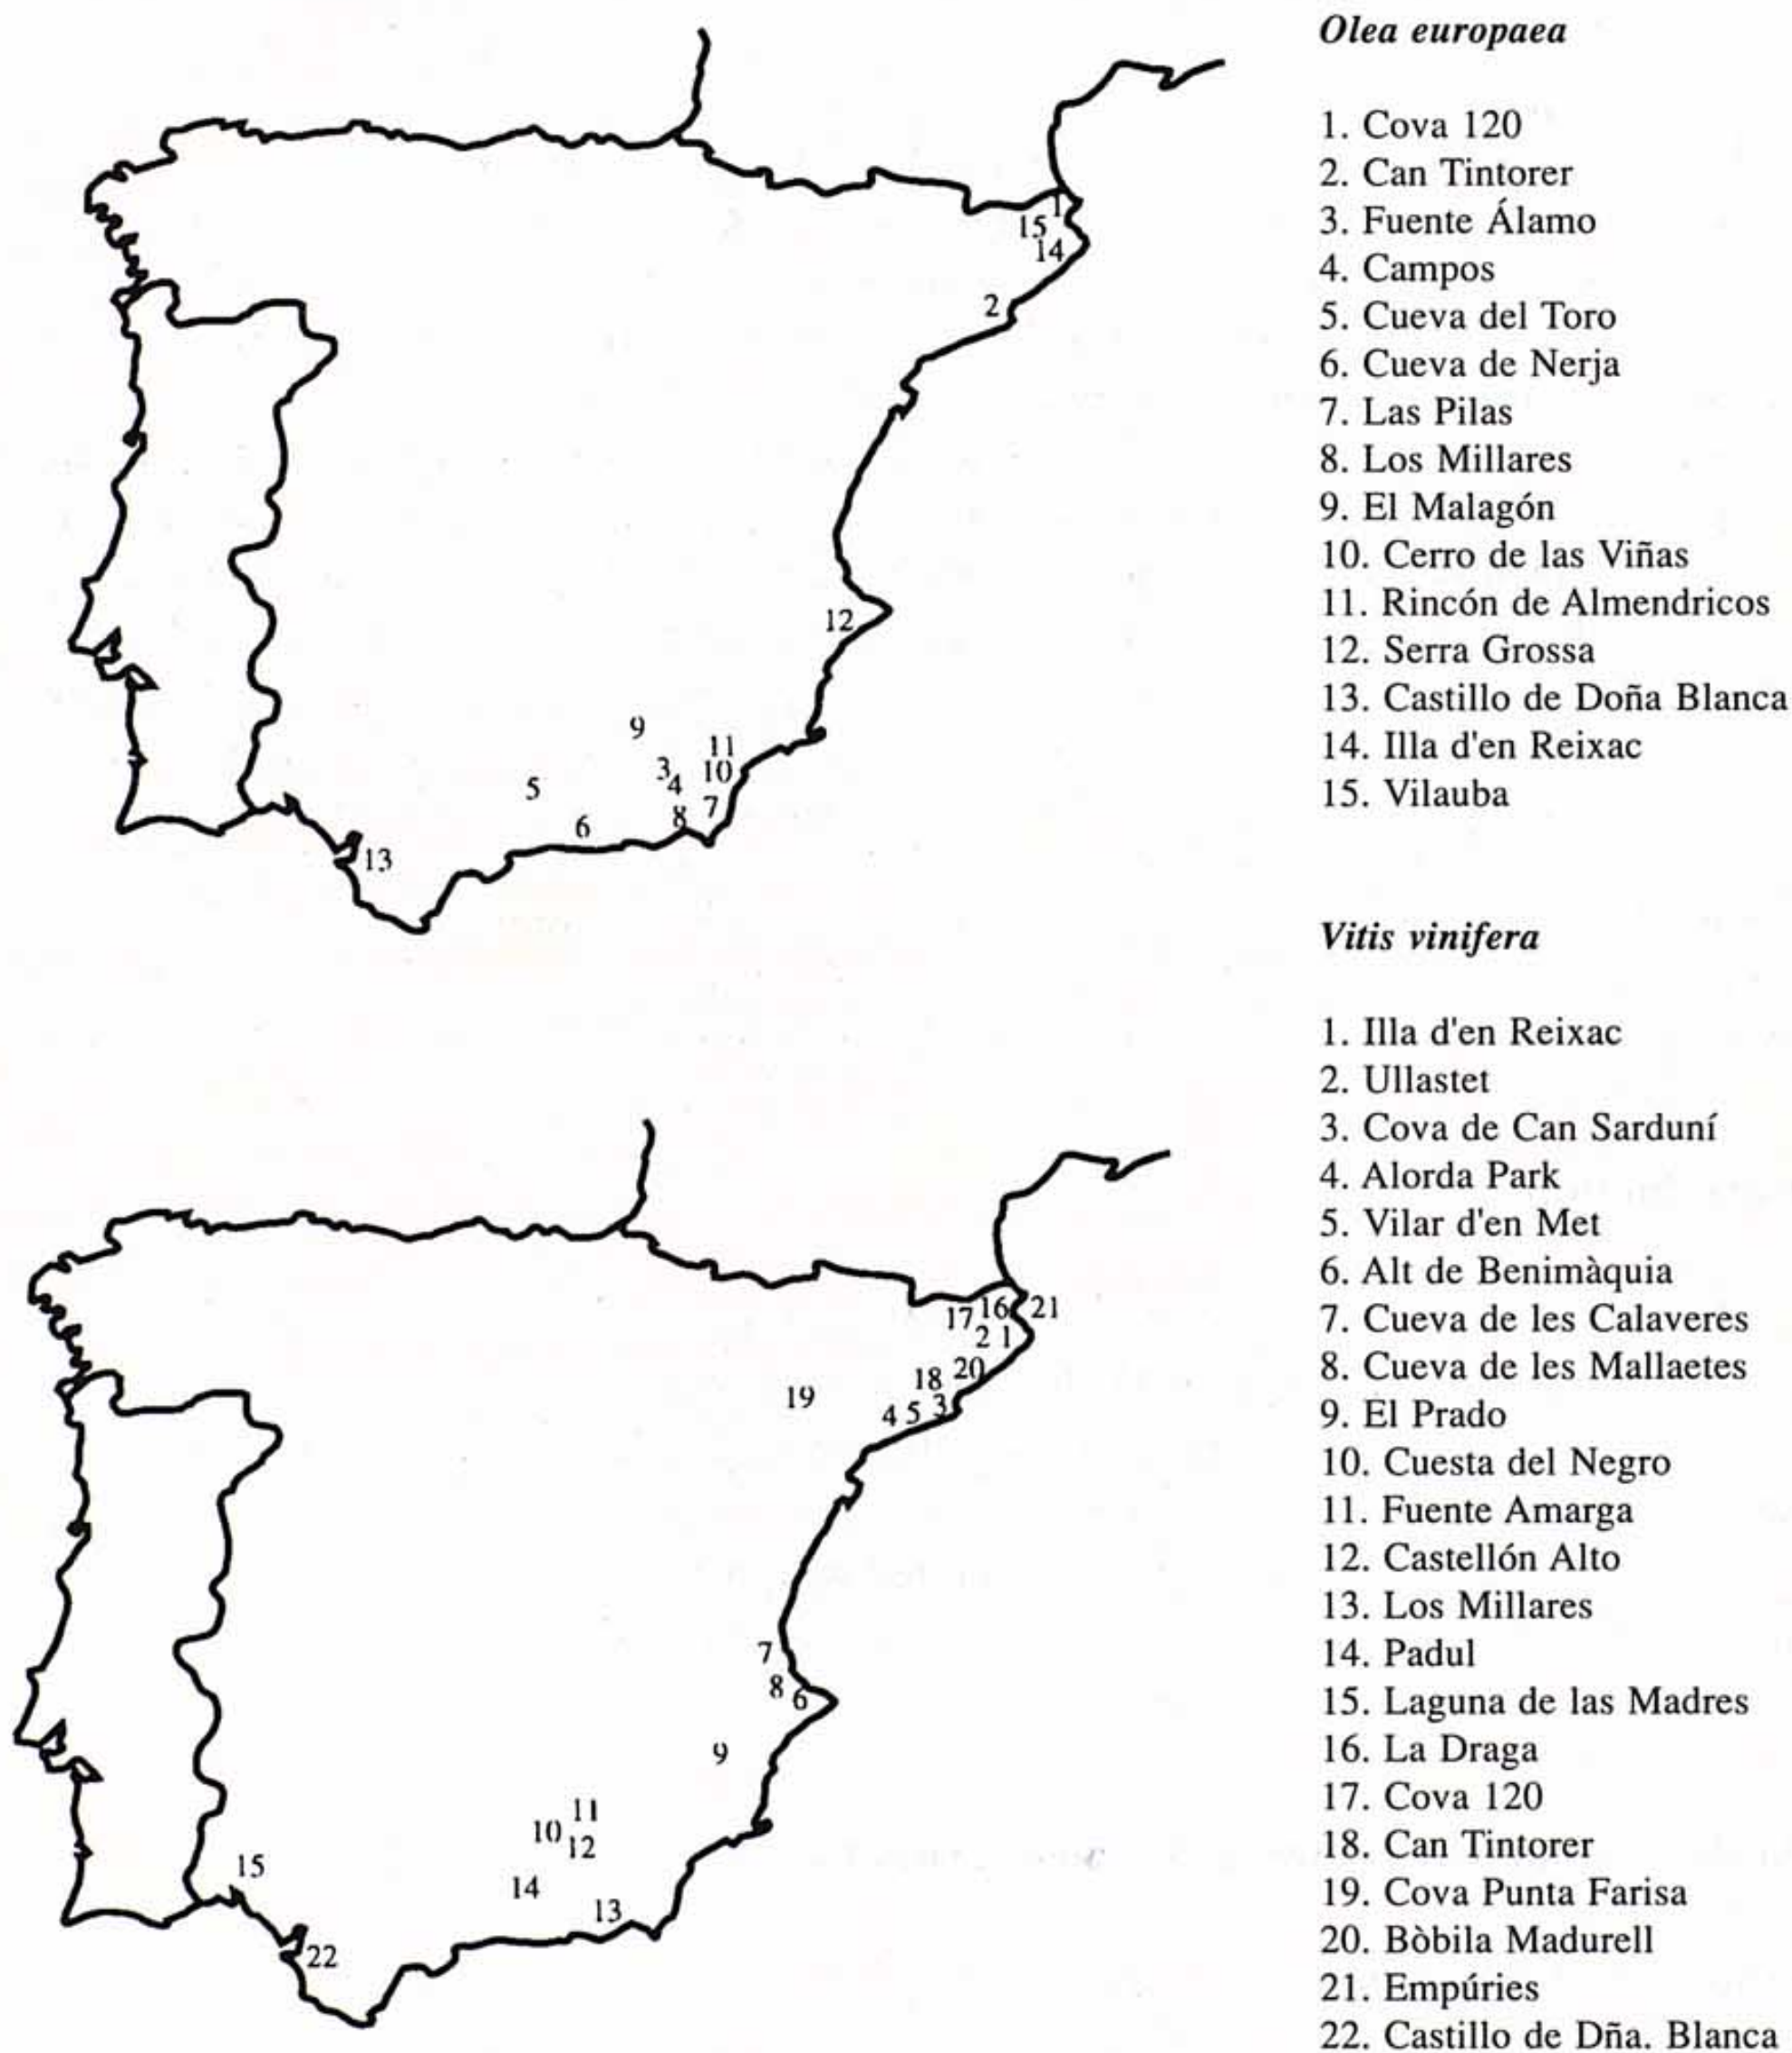 Olea europaea
1. Cova 120
2. Can Tintorer
3. Fuente Álamo
4. Campos
5. Cueva del Toro
6. Cueva de Nerja
7. Las Pilas
8. Los Millares
9. El Malagón
10. Cerro de las Viñas
11. Rincón de Almendricos
12. Serra Grossa
13. Castillo de Doña Blanca
14. Illa d'en Reixac
15. Vilauba
1
15
14
2
12
9
11
3
10
4
5
7
8
6
13
Vitis vinifera
1. Illa d'en Reixac
2. Ullastet
3. Cova de Can Sarduní
4. Alorda Park
5. Vilar d'en Met
6. Alt de Benimàquia
7. Cueva de les Calaveres
8. Cueva de les Mallaetes
9. El Prado
10. Cuesta del Negro
11. Fuente Amarga
12. Castellón Alto
13. Los Millares
14. Padul
15. Laguna de las Madres
16. La Draga
17. Cova 120
18. Can Tintorer
19. Cova Punta Farisa
20. Bòbila Madurell
21. Empúries
22. Castillo de Dña. Blanca
17 16 21
2 1
20
18
19
4 5 3
7
8 6
9
11
10
12
15
14
13
22